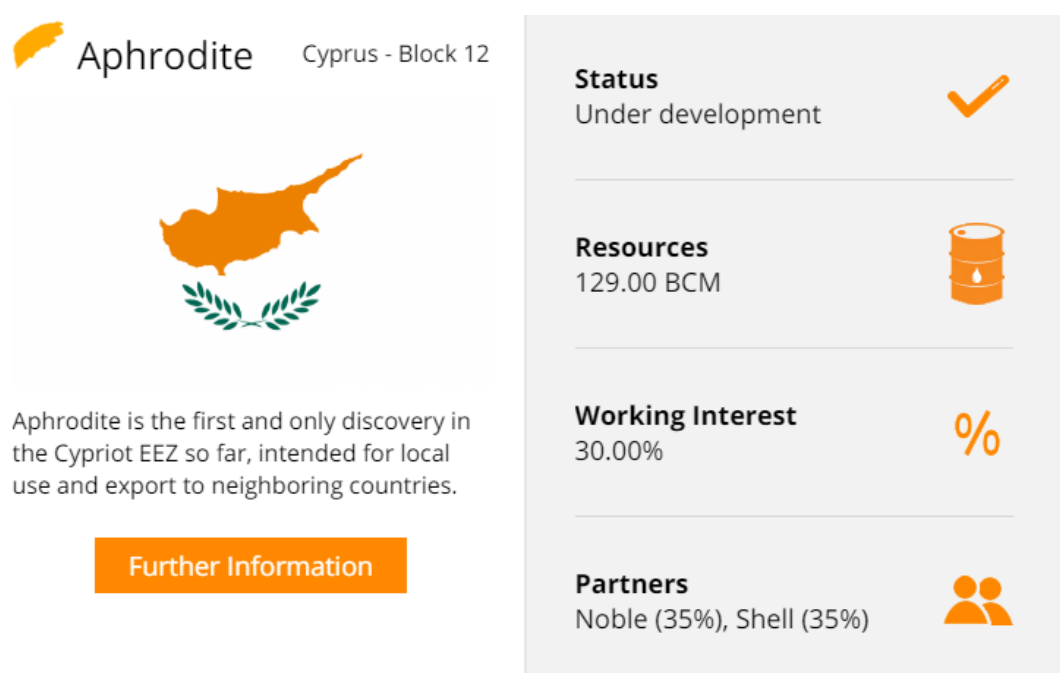 Aphrodite
Cyprus - Block 12
Aphrodite is the first and only discovery in
the Cypriot EEZ so far, intended for local
use and export to neighboring countries.
Further Information
Status
Under development
Resources
129.00 BCM
Working Interest
30.00%
%
Partners
Noble (35%), Shell (35%)